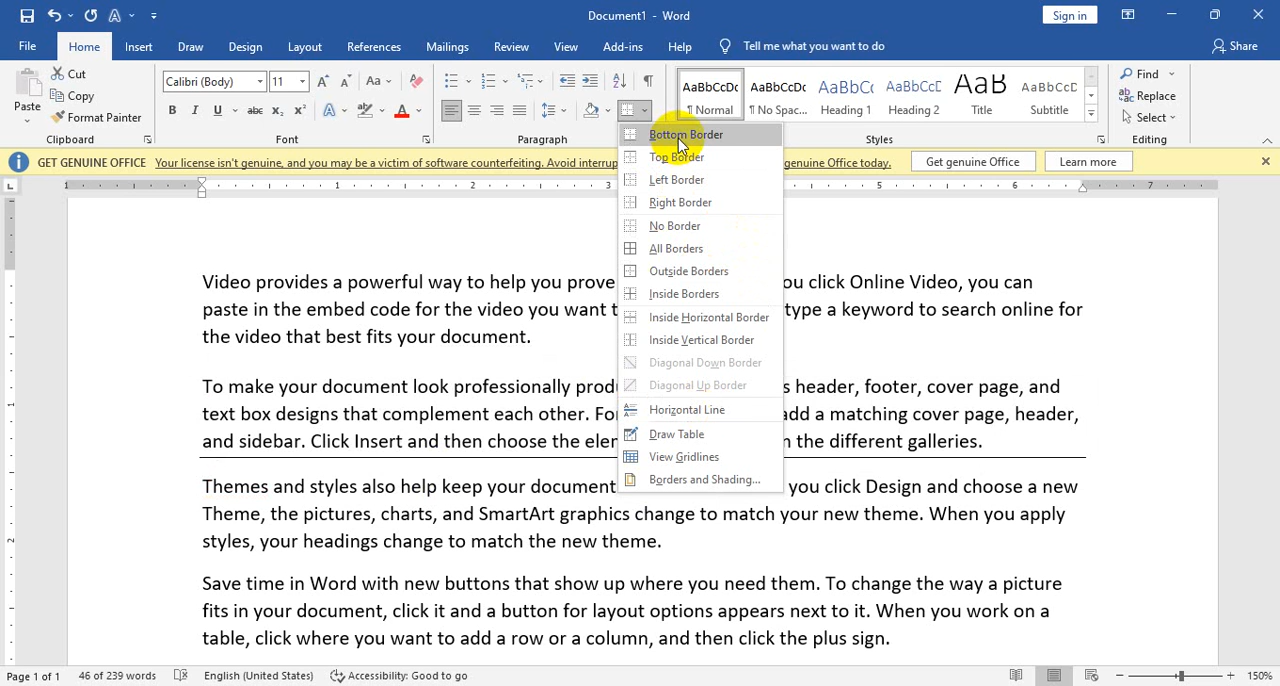 Document1 - Word
Sign in
File Home Insert Draw Design Layout References Mailings Review View Add-ins Help Tell me what you want to do Share
Paste
Cut
Copy
Format Painter
Clipboard
Calibri (Body) 11 Aa
B I U abc x₂ x² A A
Font
Paragraph
AaBbCcDc AaBbCcDc AaBbCc AaBbCcD AaB AaBbCcD
¶ Normal ¶ No Spac... Heading 1 Heading 2 Title Subtitle
Styles
Find
Replace
Select
Editing
GET GENUINE OFFICE Your license isn't genuine, and you may be a victim of software counterfeiting. Avoid interrup genuine Office today. Get genuine Office Learn more
1 1 2 3 5 6 7
Bottom Border
Top Border
Left Border
Right Border
No Border
All Borders
Outside Borders
Inside Borders
Inside Horizontal Border
Inside Vertical Border
Diagonal Down Border
Diagonal Up Border
Horizontal Line
Draw Table
View Gridlines
Borders and Shading...
Video provides a powerful way to help you prove ou click Online Video, you can
paste in the embed code for the video you want t type a keyword to search online for
the video that best fits your document.
To make your document look professionally produ s header, footer, cover page, and
text box designs that complement each other. Fo add a matching cover page, header,
and sidebar. Click Insert and then choose the elem n the different galleries.
Themes and styles also help keep your document you click Design and choose a new
Theme, the pictures, charts, and SmartArt graphics change to match your new theme. When you apply
styles, your headings change to match the new theme.
Save time in Word with new buttons that show up where you need them. To change the way a picture
fits in your document, click it and a button for layout options appears next to it. When you work on a
table, click where you want to add a row or a column, and then click the plus sign.
Page 1 of 1 46 of 239 words English (United States) Accessibility: Good to go 150%